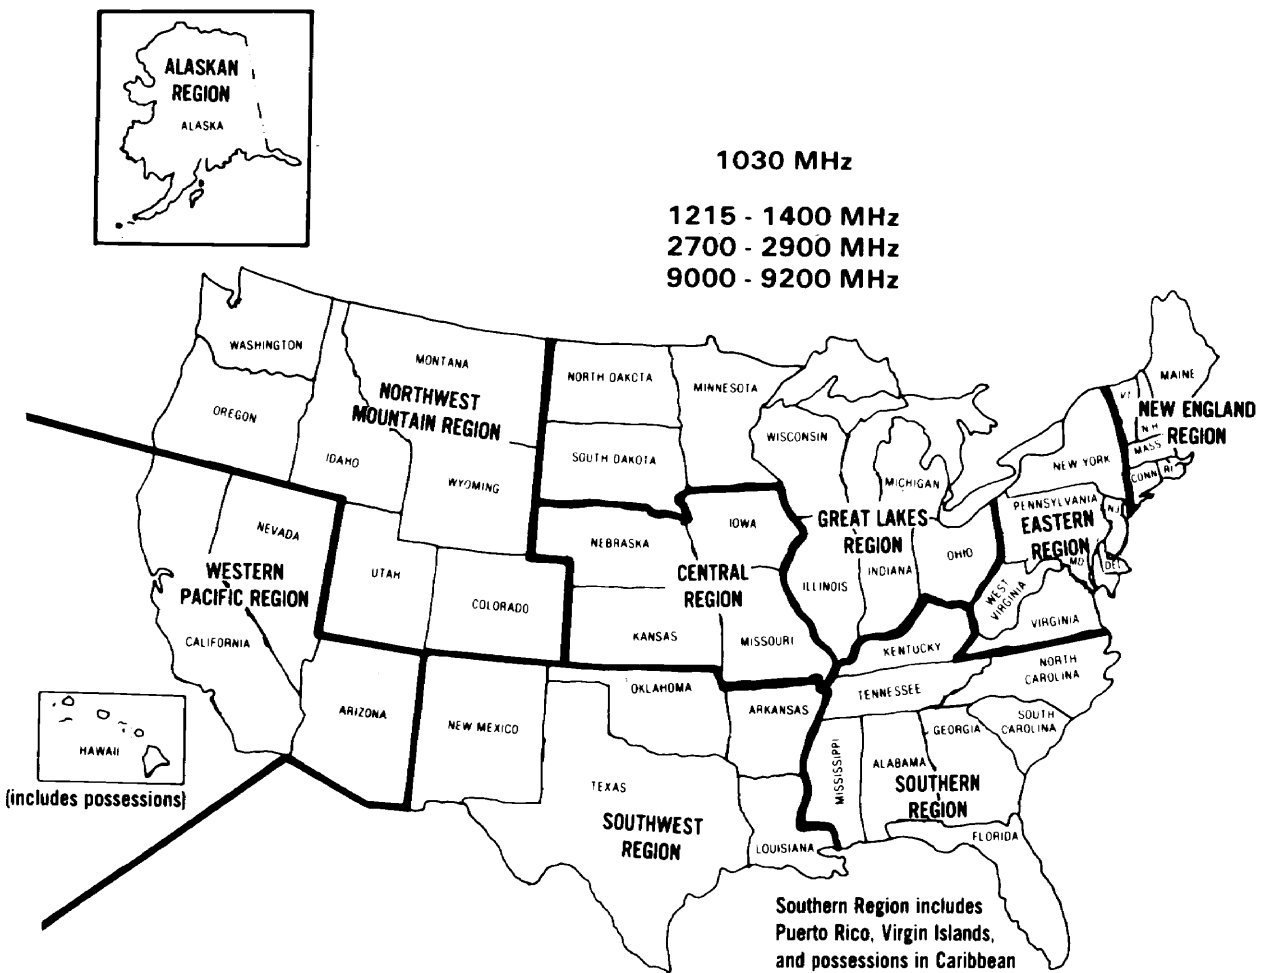 ALASKAN
REGION
ALASKA
1030 MHz
1215 - 1400 MHz
2700 - 2900 MHz
9000 - 9200 MHz
WASHINGTON
OREGON
MONTANA
NORTHWEST
MOUNTAIN REGION
IDAHO
WYOMING
NORTH DAKOTA
SOUTH DAKOTA
MINNESOTA
WISCONSIN
MICHIGAN
GREAT LAKES
REGION
ILLINOIS
INDIANA
OHIO
MAINE
VT
NEW ENGLAND
REGION
N H
MASS
CONN
RI
NEW YORK
PENNSYLVANIA
NJ
EASTERN
REGION
MD
DEL
WEST
VIRGINIA
VIRGINIA
NEVADA
WESTERN
PACIFIC REGION
CALIFORNIA
UTAH
COLORADO
NEBRASKA
IOWA
CENTRAL
REGION
KANSAS
MISSOURI
KENTUCKY
TENNESSEE
NORTH
CAROLINA
SOUTH
CAROLINA
GEORGIA
ALABAMA
MISSISSIPPI
SOUTHERN
REGION
FLORIDA
ARIZONA
NEW MEXICO
OKLAHOMA
ARKANSAS
TEXAS
SOUTHWEST
REGION
LOUISIANA
HAWAII
(includes possessions)
Southern Region includes
Puerto Rico, Virgin Islands,
and possessions in Caribbean